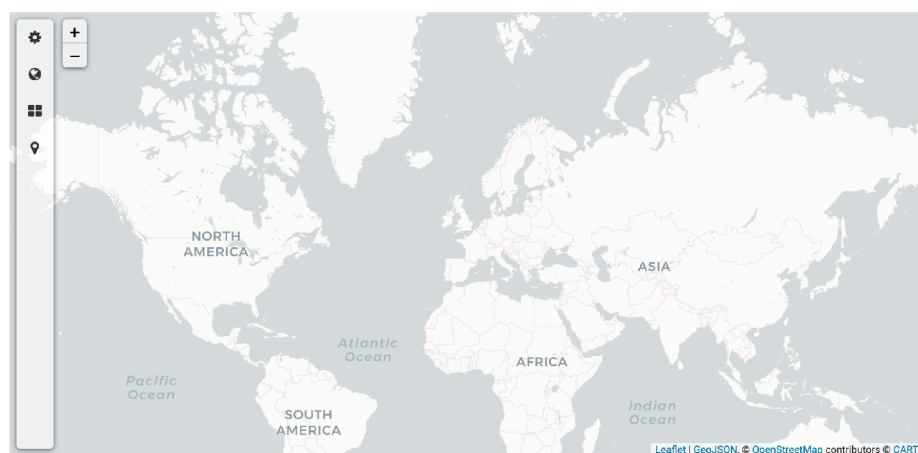 +
−
NORTH
AMERICA
ASIA
Atlantic
Ocean
AFRICA
Pacific
Ocean
SOUTH
AMERICA
Indian
Ocean
Leaflet | GeoJSON, © OpenStreetMap contributors © CART